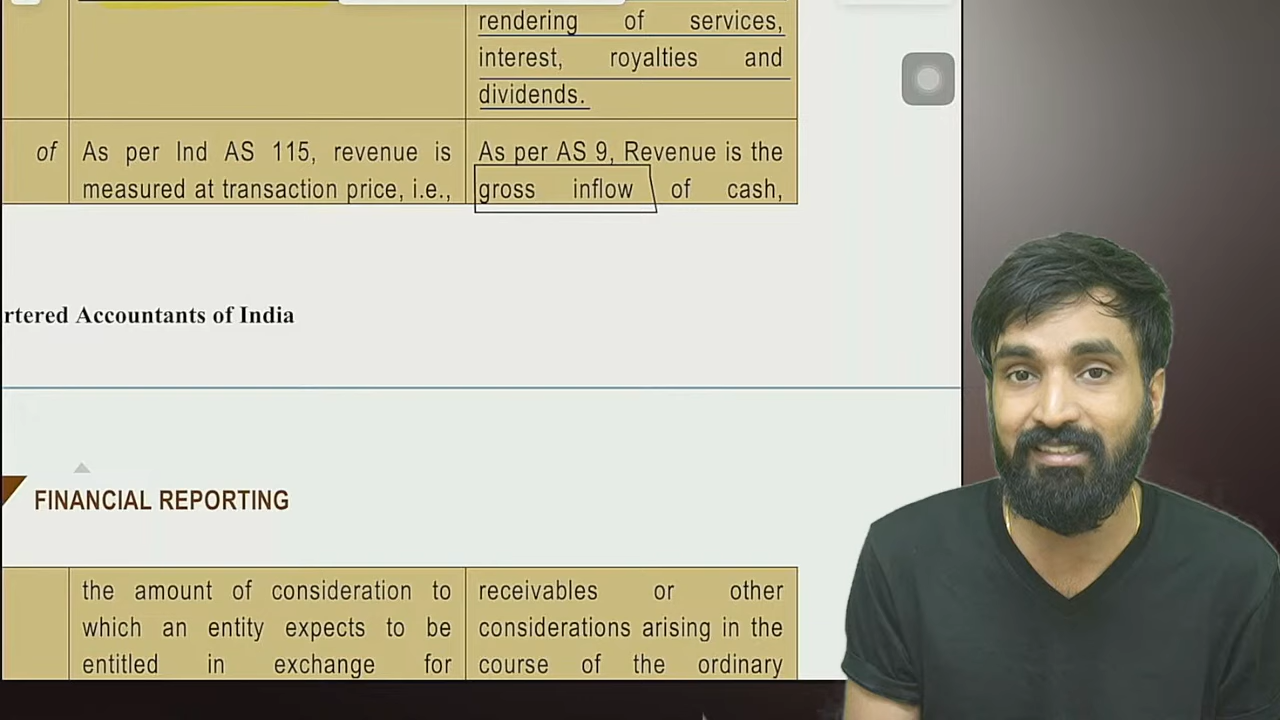 rendering of services,
interest, royalties and
dividends.
of
As per Ind AS 115, revenue is
measured at transaction price, i.e.,
As per AS 9, Revenue is the
gross inflow of cash,
rtered Accountants of India
FINANCIAL REPORTING
the amount of consideration to
which an entity expects to be
entitled in exchange for
receivables or other
considerations arising in the
course of the ordinary